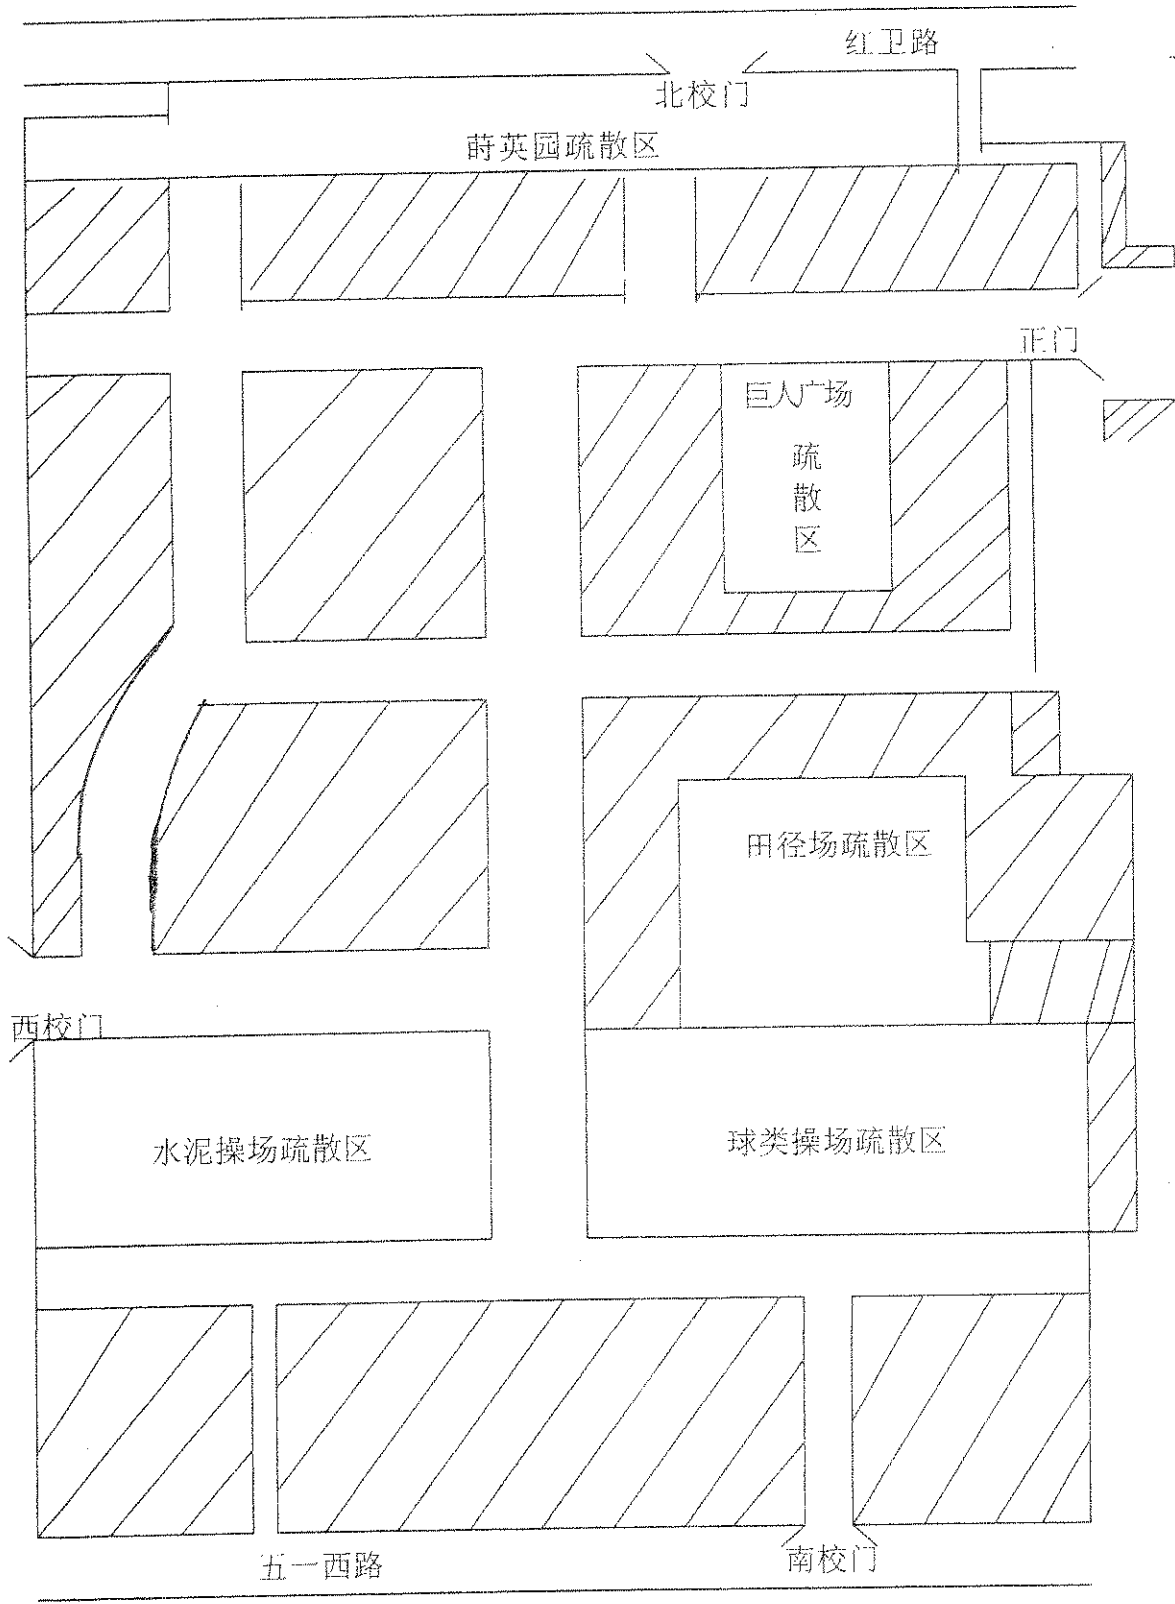 红卫路
北校门
莳英园疏散区
正门
巨人广场
疏
散
区
田径场疏散区
西校门
水泥操场疏散区
球类操场疏散区
五一西路
南校门